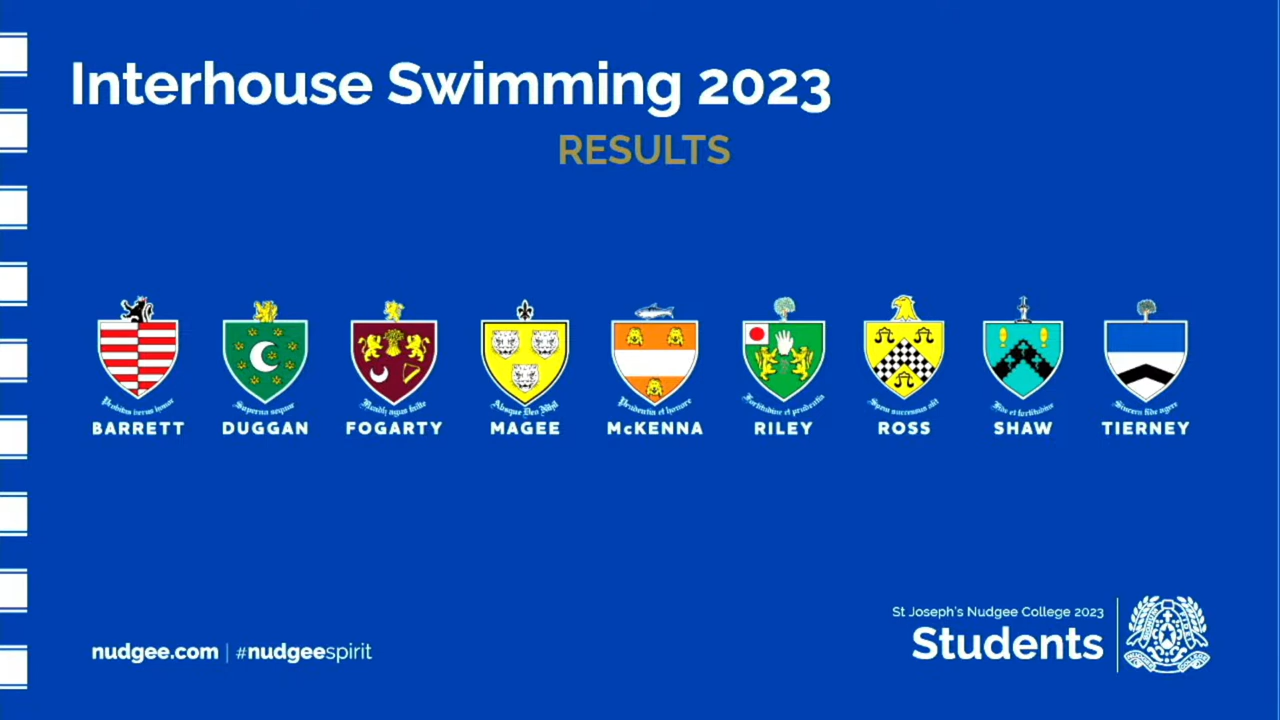 Interhouse Swimming 2023
RESULTS
BARRETT DUGGAN FOGARTY MAGEE McKENNA RILEY ROSS SHAW TIERNEY
St Joseph's Nudgee College 2023
Students
nudgee.com | #nudgeespirit